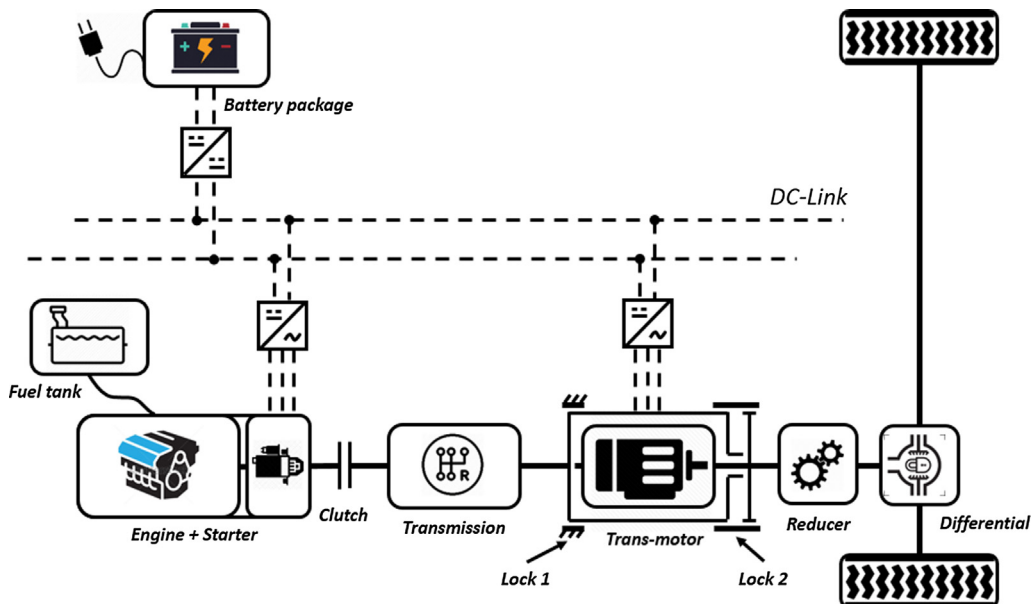 Battery package
DC-Link
Fuel tank
Engine + Starter
Clutch
Transmission
R
Trans-motor
Reducer
Differential
Lock 1
Lock 2